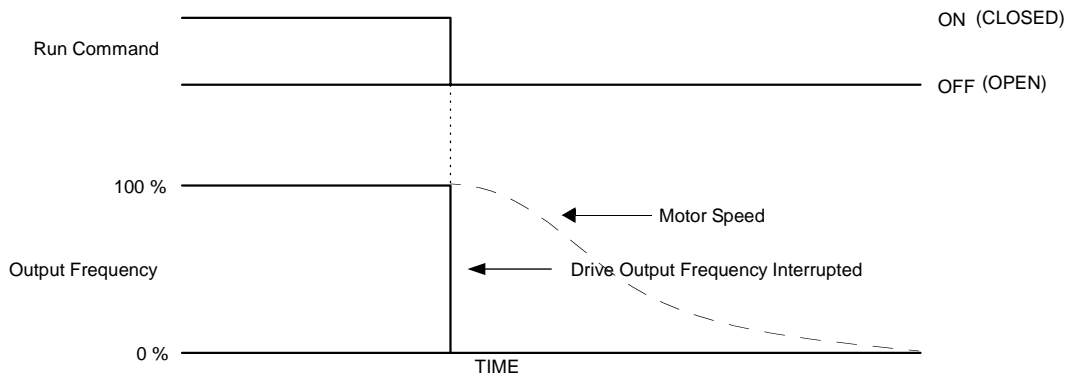 ON (CLOSED)
Run Command
OFF (OPEN)
100 %
Motor Speed
Output Frequency
Drive Output Frequency Interrupted
0 %
TIME